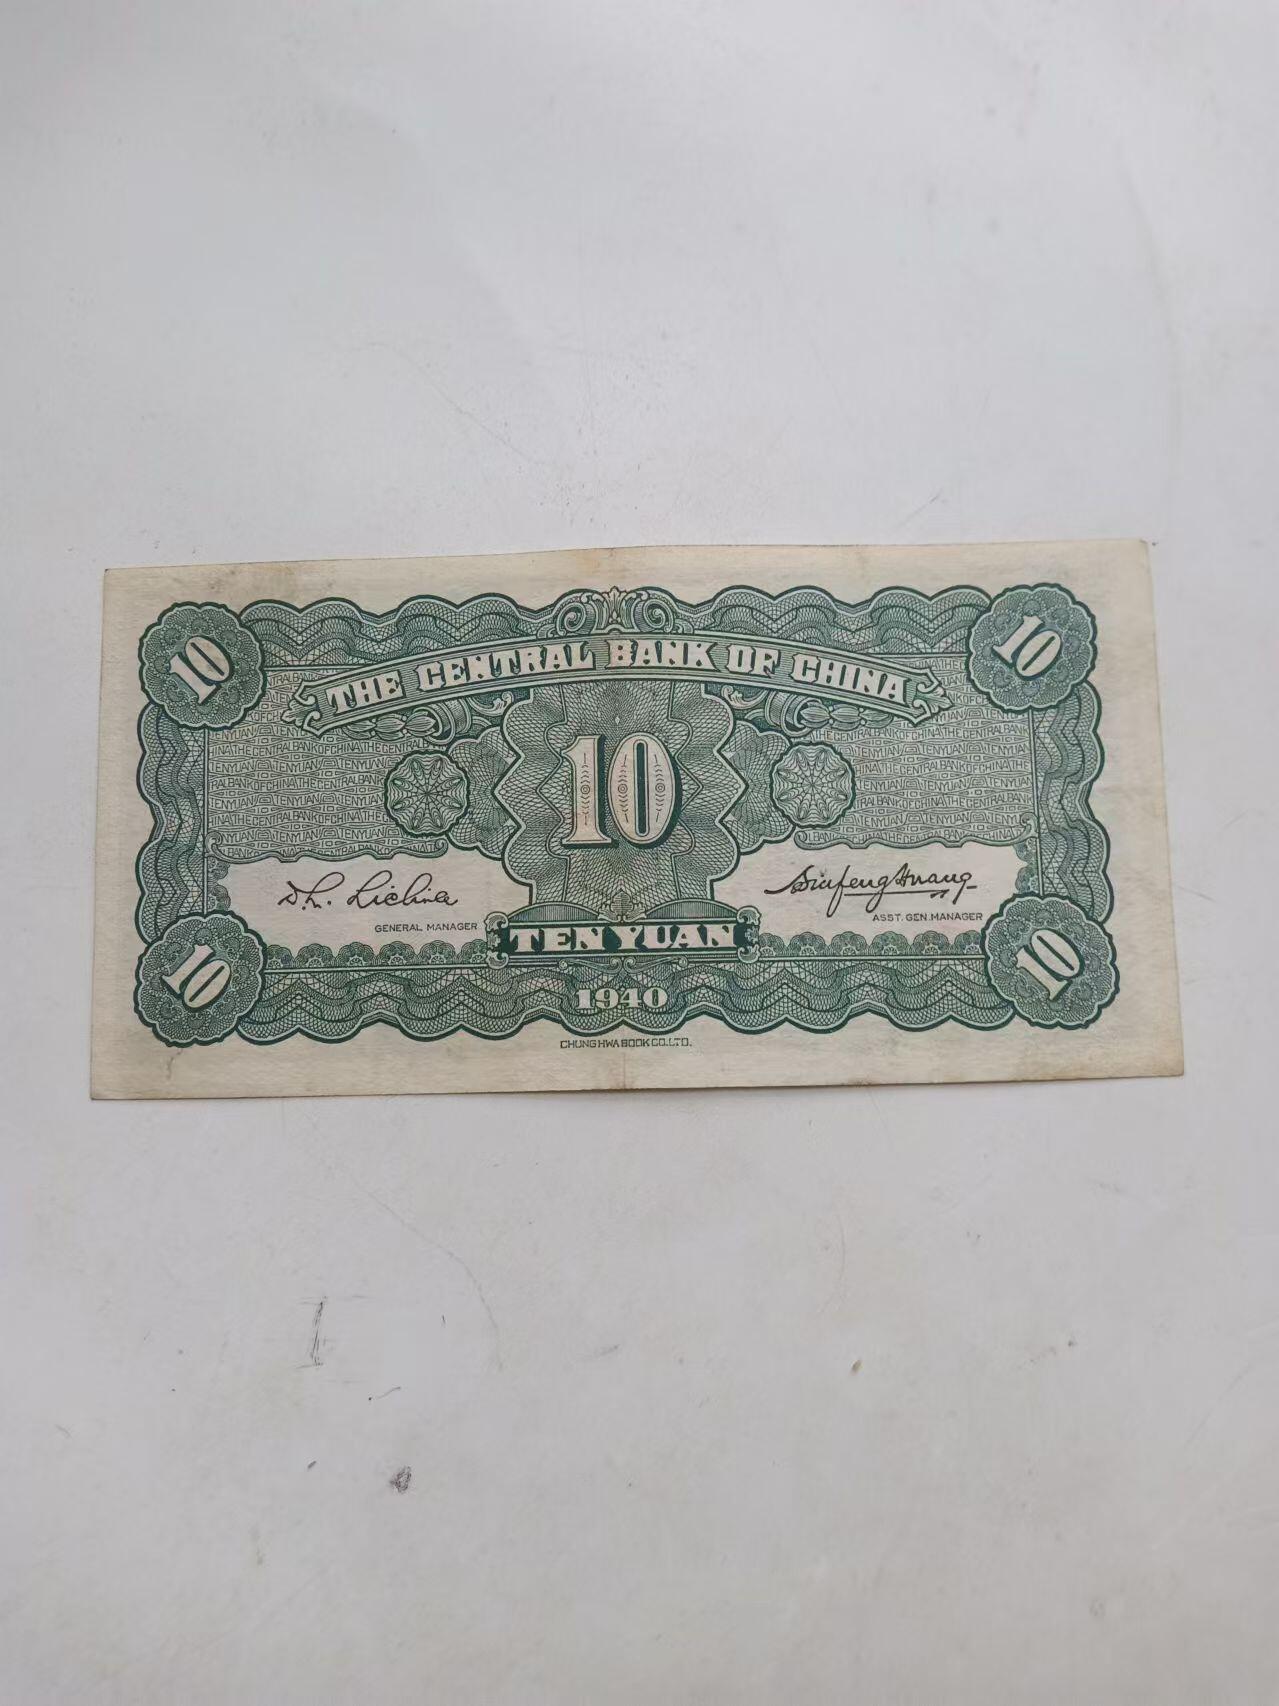 10
10
THE CENTRAL BANK OF CHINA
10
GENERAL MANAGER
ASST. GEN. MANAGER
TEN YUAN
10
10
1940
CHUNG HWA BOOK CO. LTD.